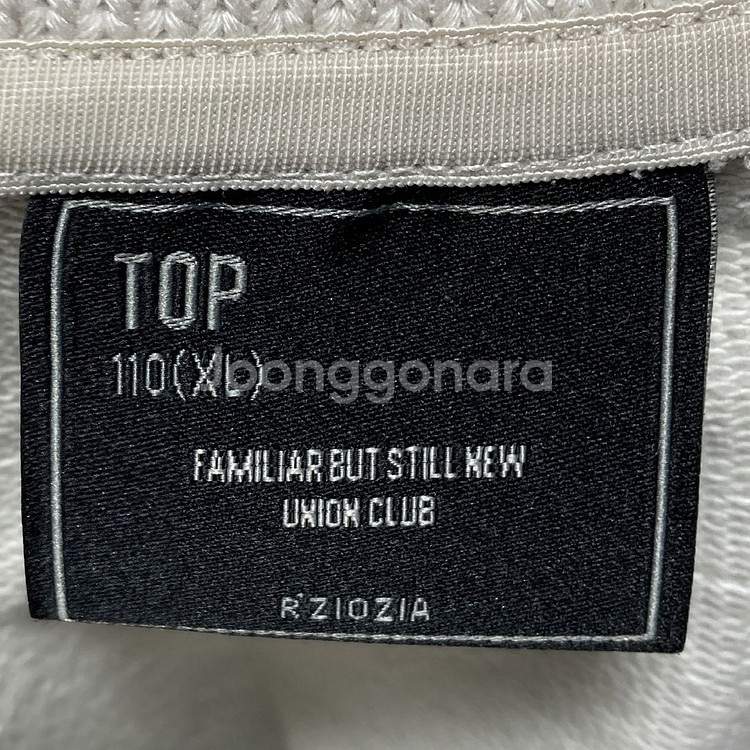 TOP
110(XL)
@bonggonara
FAMILIAR BUT STILL NEW
UNION CLUB
R'ZIOZIA